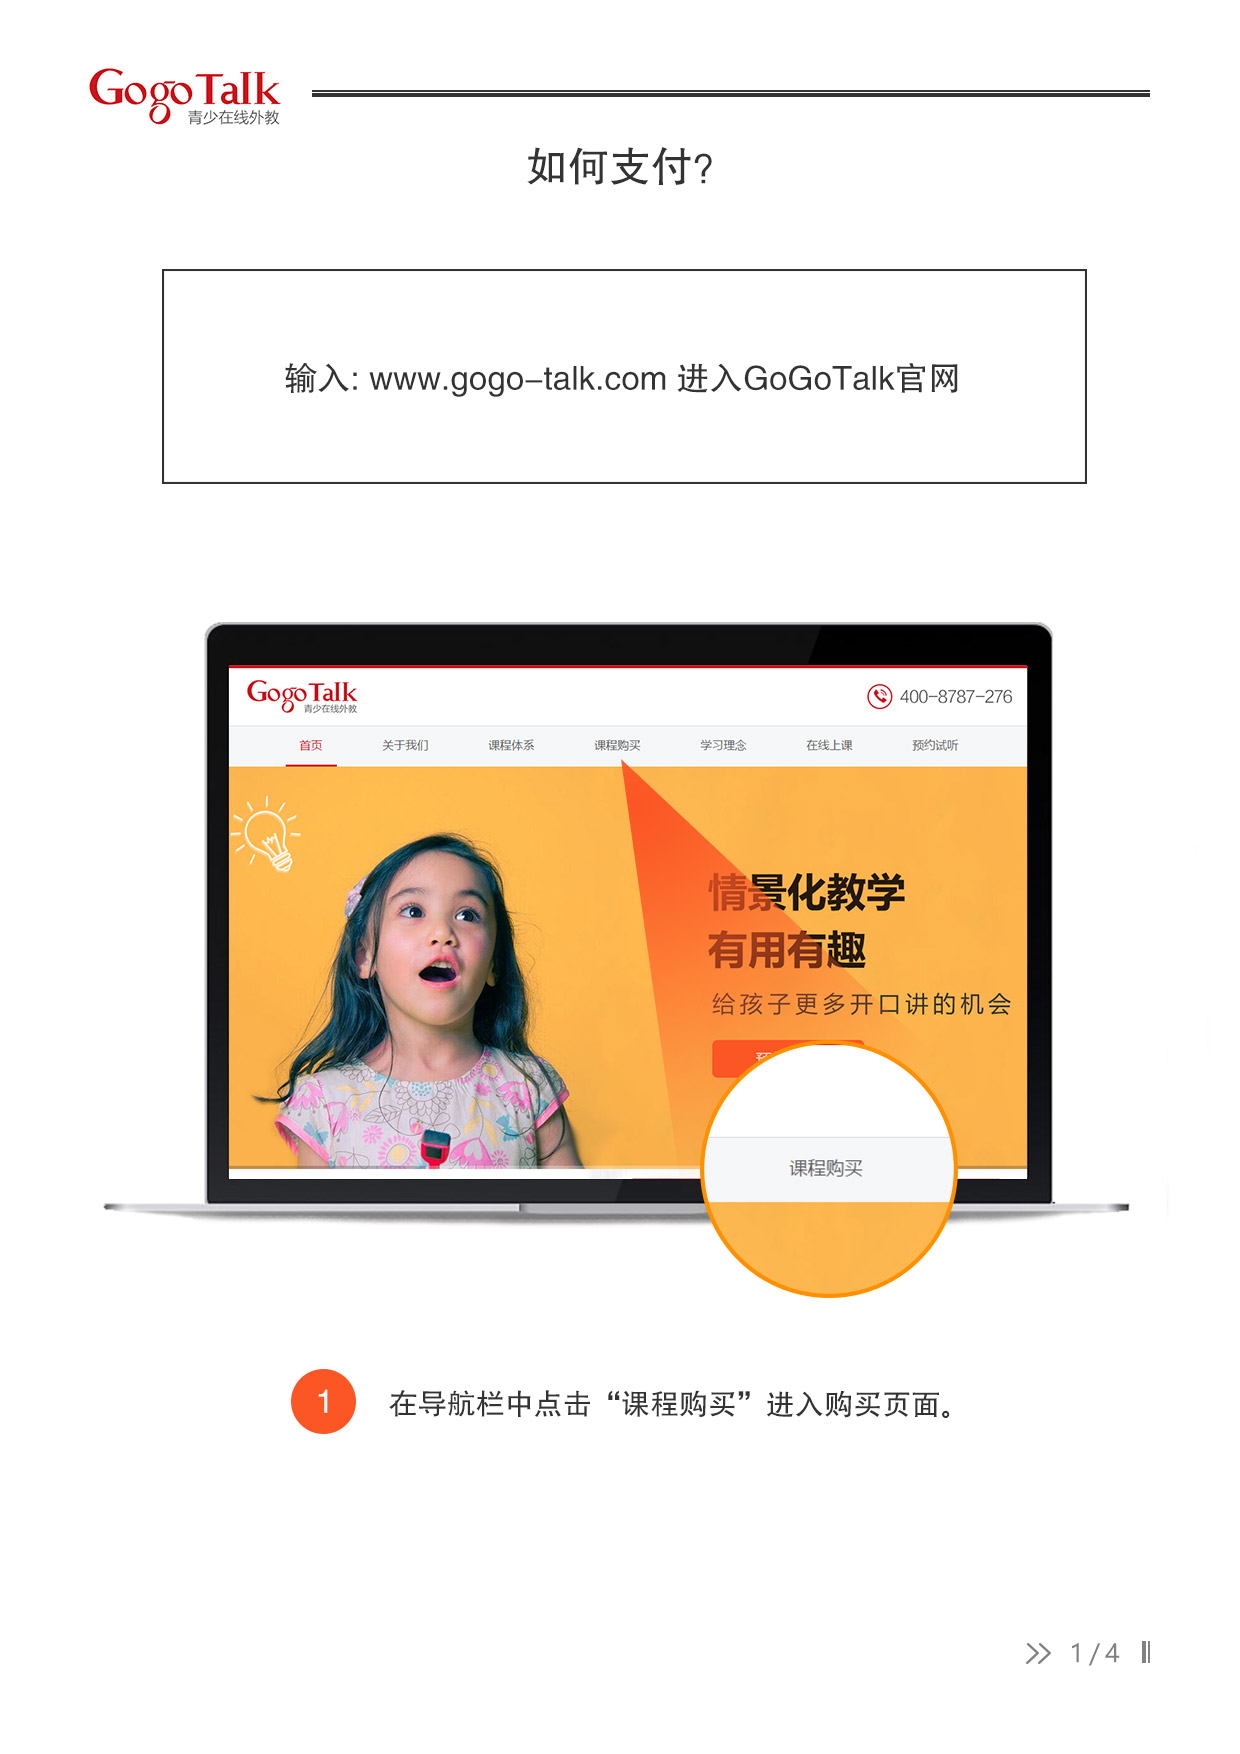 GogoTalk
青少在线外教
如何支付?
输入: www.gogo-talk.com 进入GoGoTalk官网
GogoTalk
青少在线外教
400-8787-276
首页 关于我们 课程体系 课程购买 学习理念 在线上课 预约试听
情景化教学
有用有趣
给孩子更多开口讲的机会
课程购买
1 在导航栏中点击“课程购买”进入购买页面。
>> 1/4